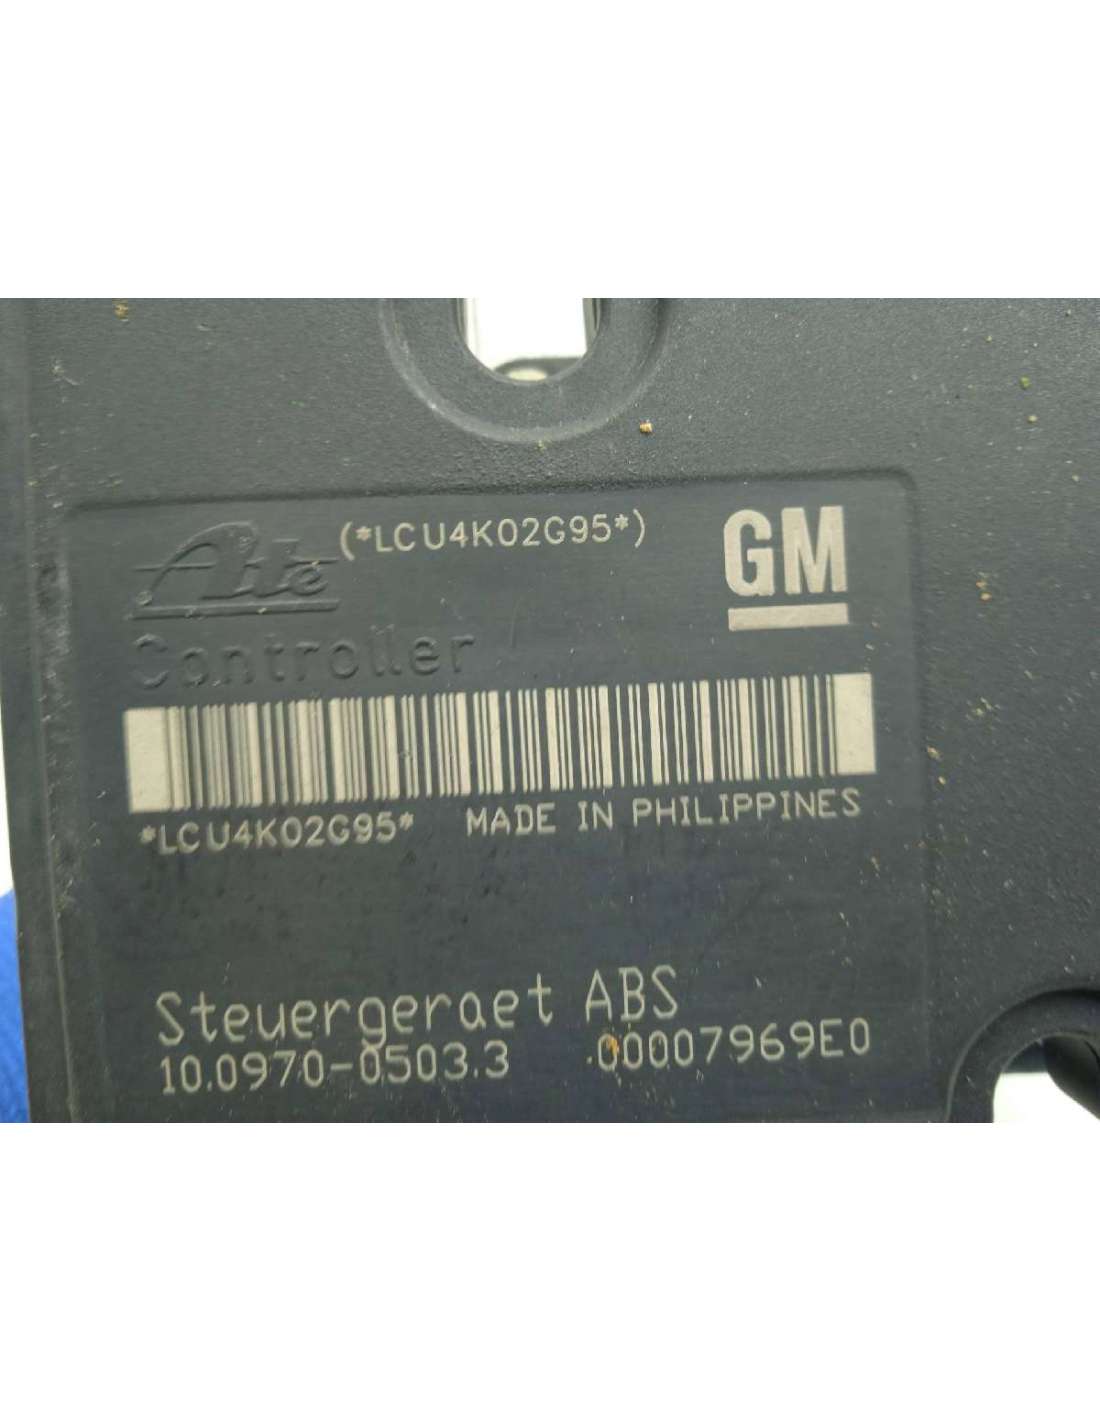 Ate (*LCU4K02G95*) GM
Controller
*LCU4K02G95* MADE IN PHILIPPINES
Steuergeraet ABS
10.0970-0503.3 00007969E0